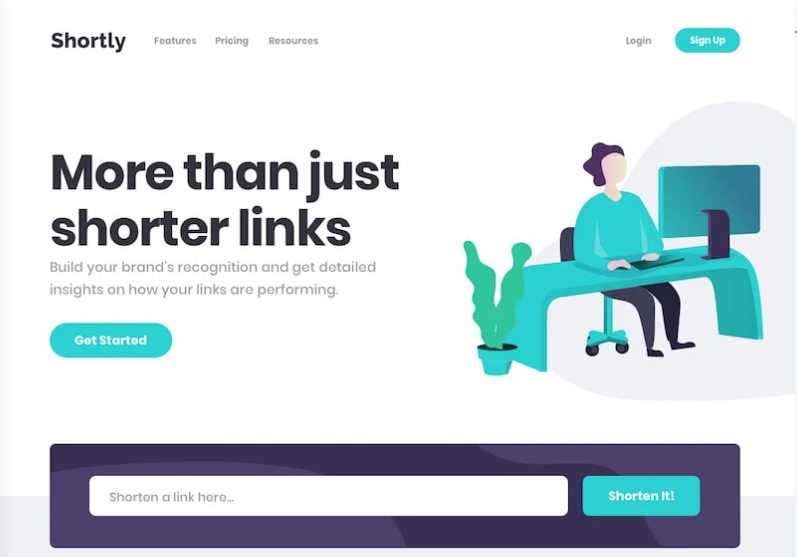 Shortly
Features Pricing Resources
Login
Sign Up
More than just
shorter links
Build your brand's recognition and get detailed
insights on how your links are performing.
Get Started
Shorten a link here...
Shorten It!